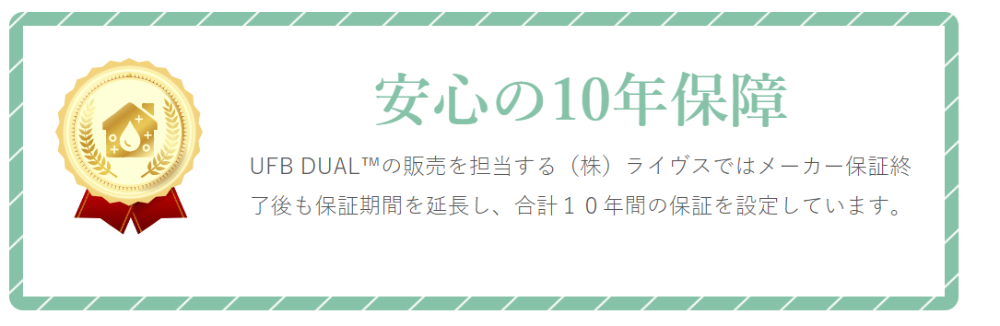 安心の10年保障
UFB DUAL™の販売を担当する（株）ライヴスではメーカー保証終
了後も保証期間を延長し、合計１０年間の保証を設定しています。